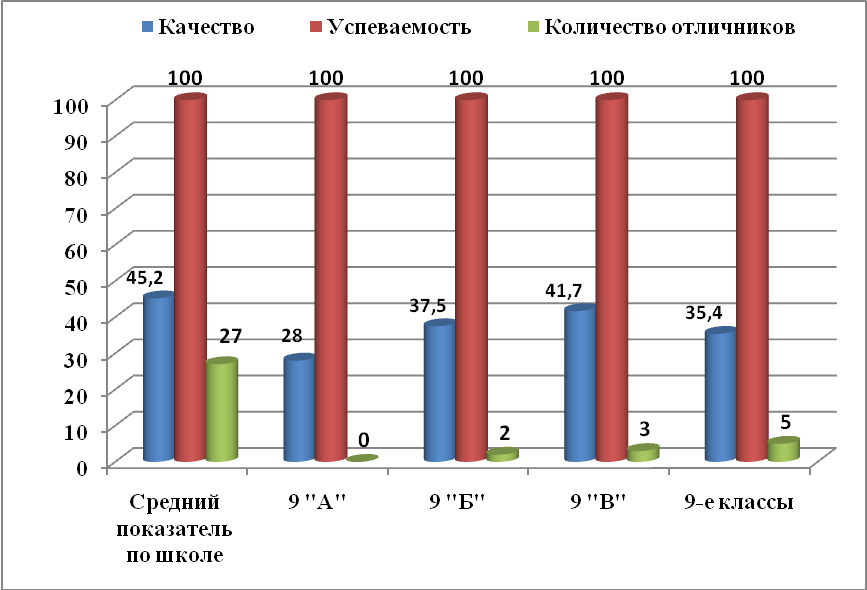 Качество Успеваемость Количество отличников
100 100 100 100 100
100
90
80
70
60
50
40
30
20
10
0
45,2 27
28 0
37,5 2
41,7 3
35,4 5
Средний
показатель
по школе
9 "А"
9 "Б"
9 "В"
9-е классы